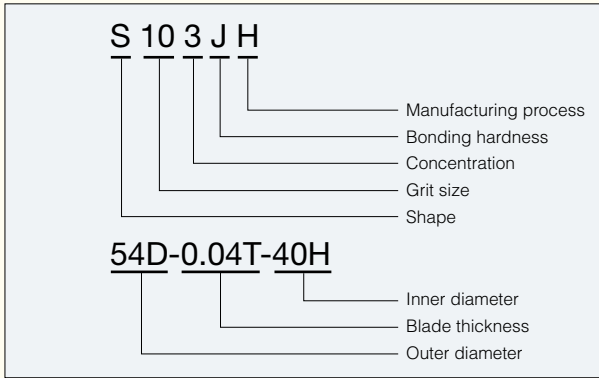 S 10 3 J H
Manufacturing process
Bonding hardness
Concentration
Grit size
Shape
54D-0.04T-40H
Inner diameter
Blade thickness
Outer diameter